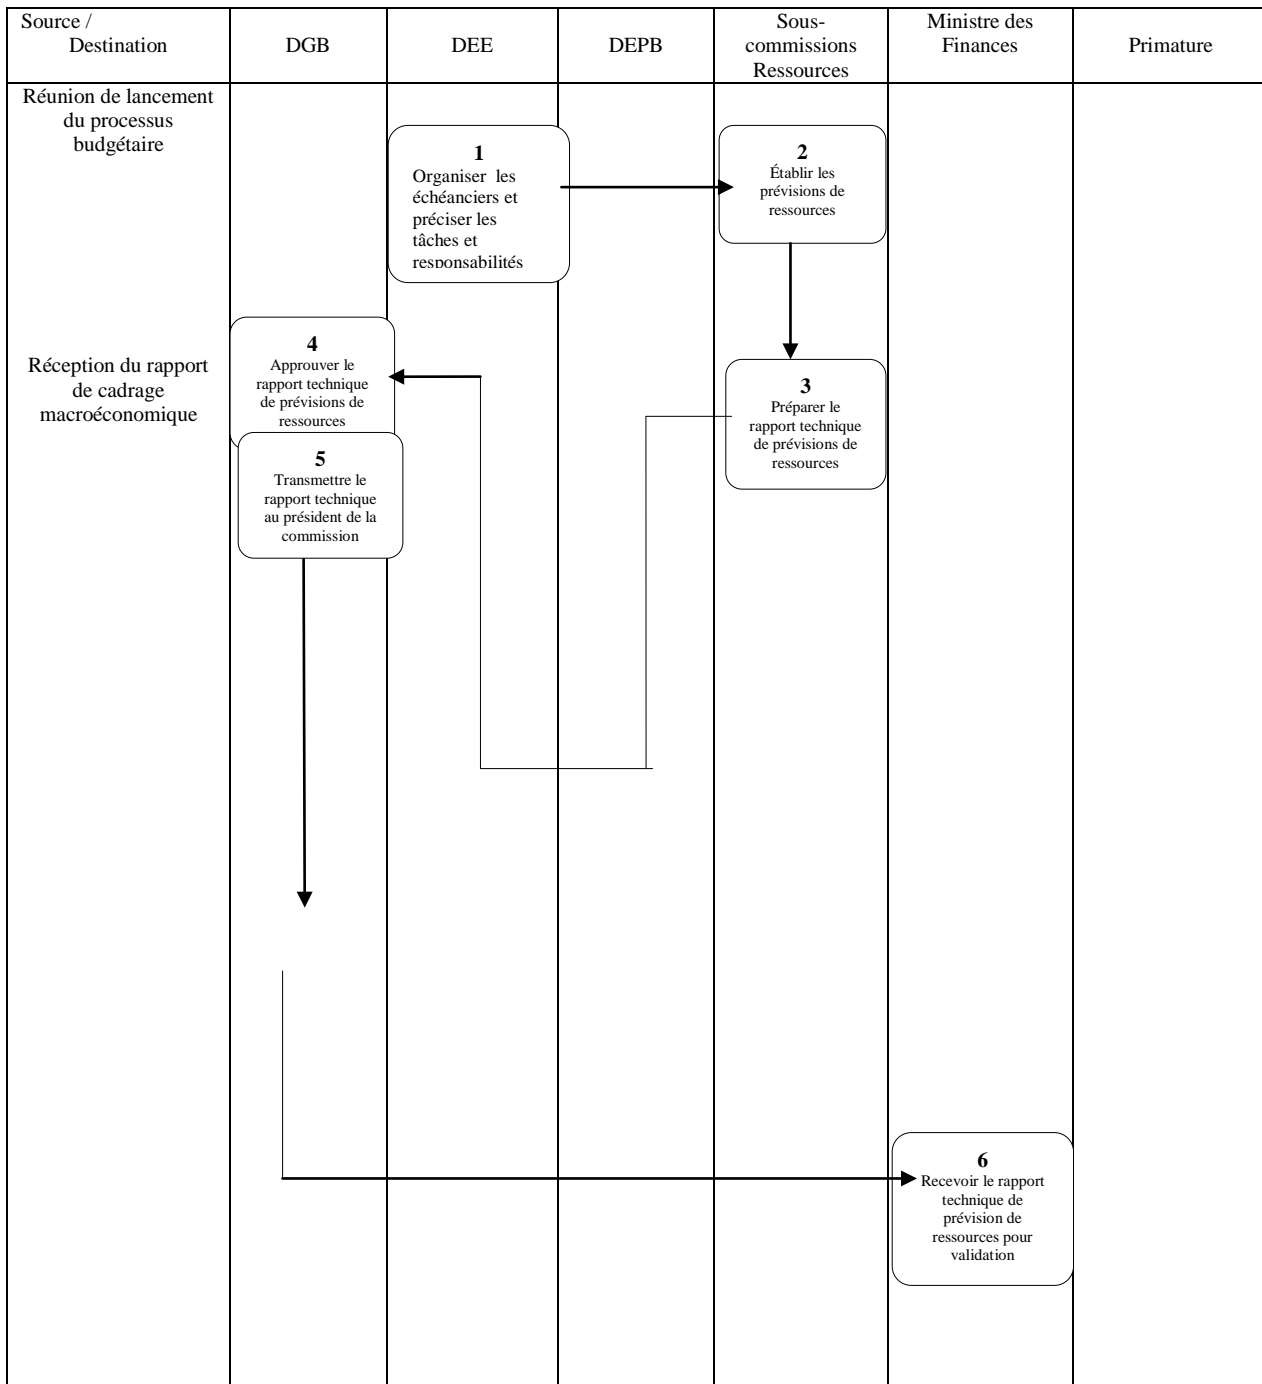 Source /
Destination
DGB
DEE
DEPB
Sous-
commissions
Ressources
Ministre des
Finances
Primature
Réunion de lancement
du processus
budgétaire
1
Organiser les
échéanciers et
préciser les
tâches et
responsabilités
2
Établir les
prévisions de
ressources
Réception du rapport
de cadrage
macroéconomique
4
Approuver le
rapport technique
de prévisions de
ressources
3
Préparer le
rapport technique
de prévisions de
ressources
5
Transmettre le
rapport technique
au président de la
commission
6
Recevoir le rapport
technique de
prévision de
ressources pour
validation